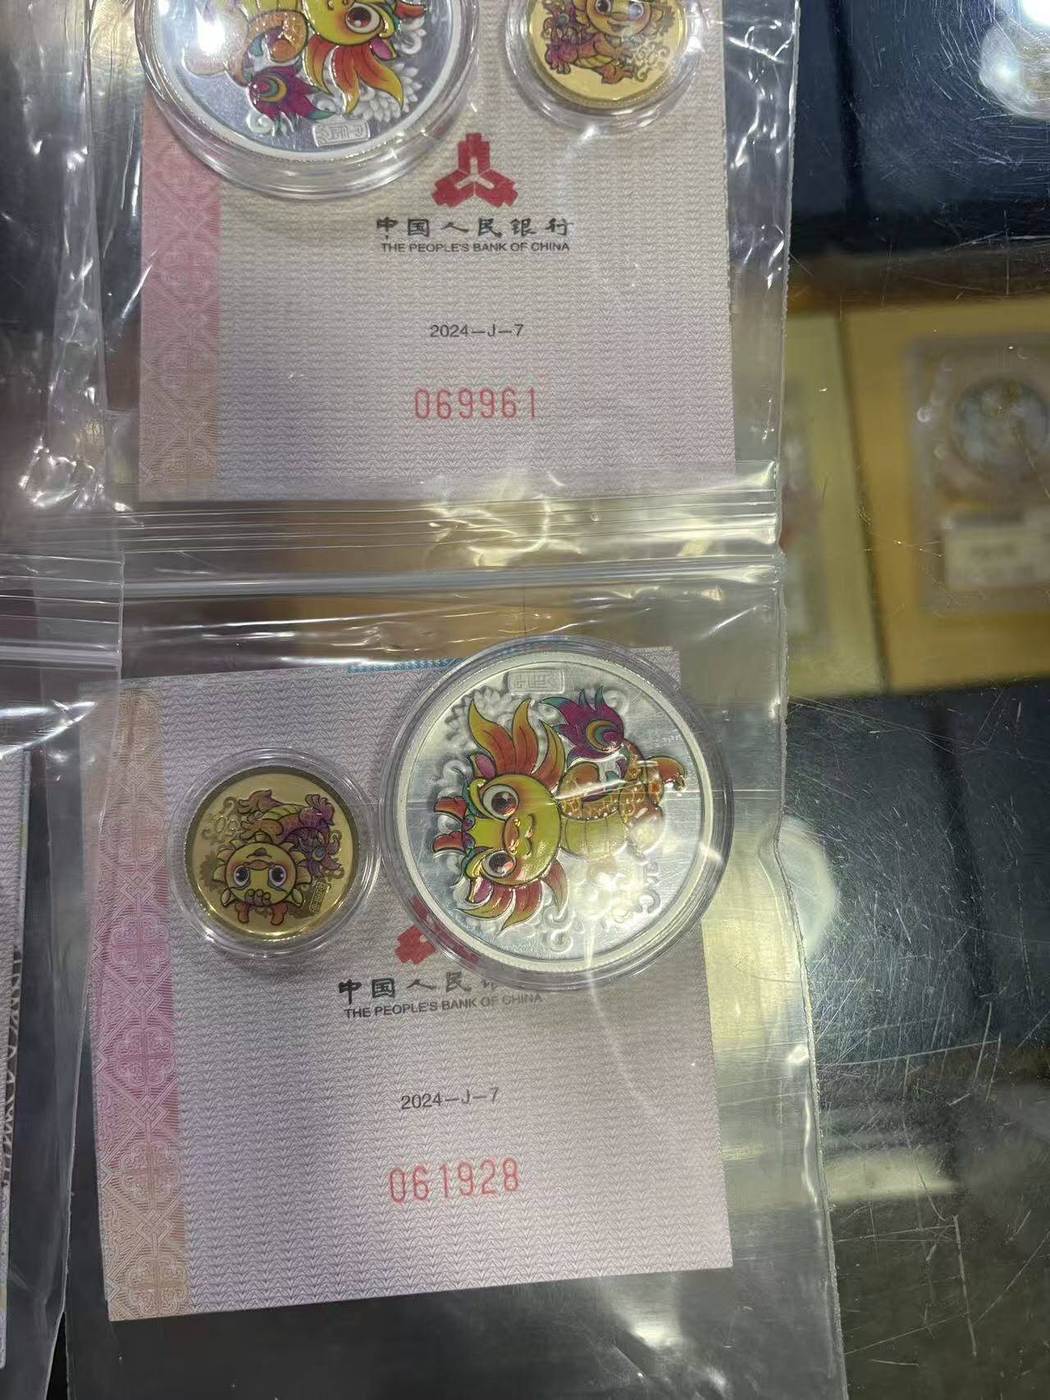 中国人民银行
THE PEOPLE'S BANK OF CHINA
2024-J-7
069961
中国人民
THE PEOPLE'S BANK OF CHINA
2024-J-7
061928